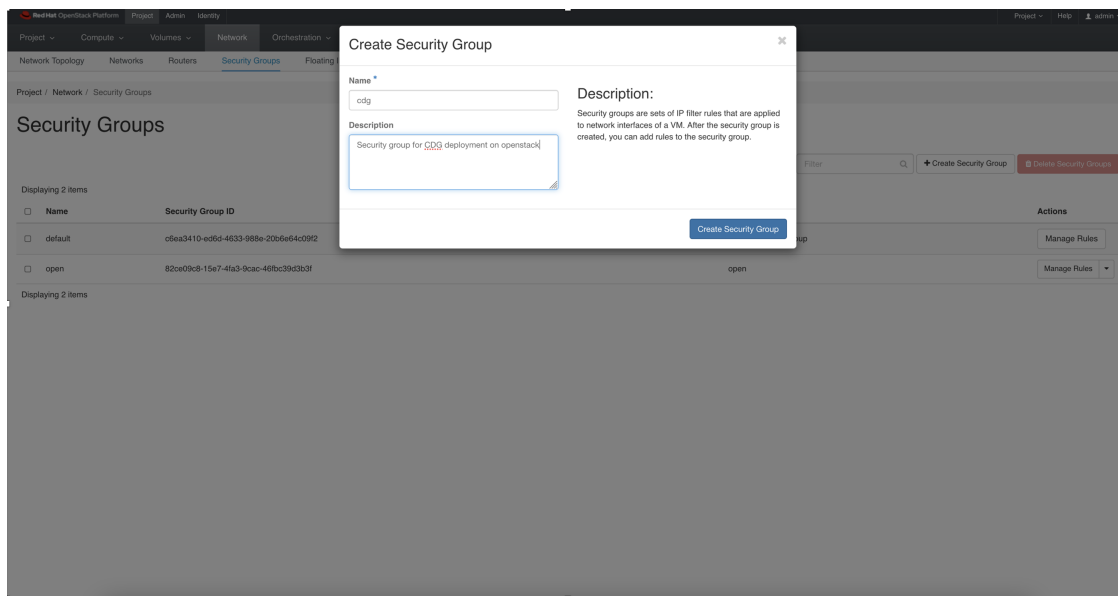 Red Hat OpenStack Platform Project Admin Identity Project Help admin
Project Compute Volumes Network Orchestration
Network Topology Networks Routers Security Groups Floating
Project / Network / Security Groups
Security Groups
Filter + Create Security Group Delete Security Groups
Displaying 2 items
Name Security Group ID Actions
default c6ea3410-ed6d-4633-988e-20b6e64c09f2 Manage Rules
open 82ce09c8-15e7-4fa3-9cac-46fbc39d3b3f open Manage Rules
Displaying 2 items
Create Security Group
Name *
cdg
Description
Security group for CDG deployment on openstack
Description:
Security groups are sets of IP filter rules that are applied
to network interfaces of a VM. After the security group is
created, you can add rules to the security group.
Create Security Group